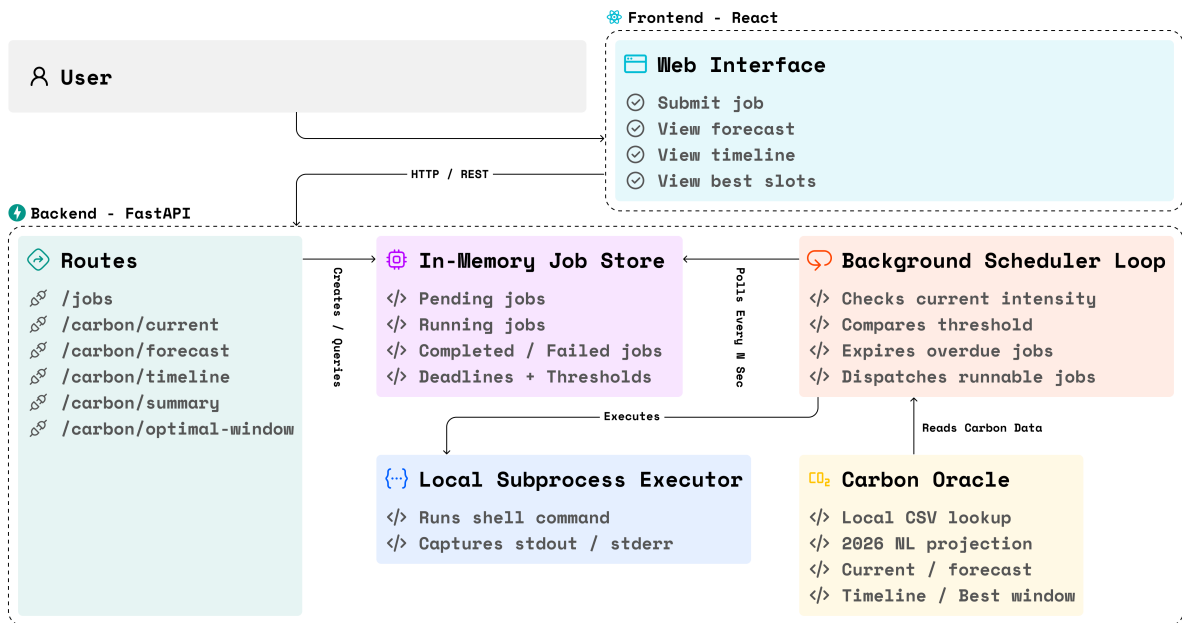 Frontend - React
User
Web Interface
Submit job
View forecast
View timeline
View best slots
HTTP / REST
Backend - FastAPI
Routes
/jobs
/carbon/current
/carbon/forecast
/carbon/timeline
/carbon/summary
/carbon/optimal-window
Creates / Queries
In-Memory Job Store
Pending jobs
Running jobs
Completed / Failed jobs
Deadlines + Thresholds
Polls Every N Sec
Background Scheduler Loop
Checks current intensity
Compares threshold
Expires overdue jobs
Dispatches runnable jobs
Executes
Reads Carbon Data
Local Subprocess Executor
Runs shell command
Captures stdout / stderr
CO₂
Carbon Oracle
Local CSV lookup
2026 NL projection
Current / forecast
Timeline / Best window